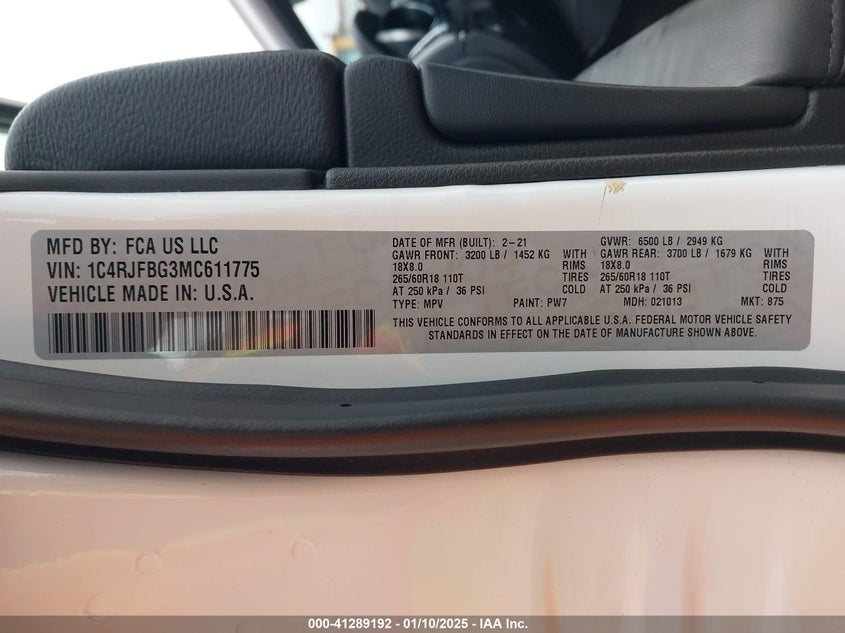 MFD BY: FCA US LLC
VIN: 1C4RJFBG3MC611775
VEHICLE MADE IN: U.S.A.
DATE OF MFR (BUILT): 2-21 GVWR: 6500 LB / 2949 KG
GAWR FRONT: 3200 LB / 1452 KG WITH GAWR REAR: 3700 LB / 1679 KG WITH
18X8.0 RIMS 18X8.0 RIMS
265/60R18 110T TIRES 265/60R18 110T TIRES
AT 250 kPa / 36 PSI COLD AT 250 kPa / 36 PSI COLD
TYPE: MPV PAINT: PW7 MDH: 021013 MKT: 875
THIS VEHICLE CONFORMS TO ALL APPLICABLE U.S.A. FEDERAL MOTOR VEHICLE SAFETY
STANDARDS IN EFFECT ON THE DATE OF MANUFACTURE SHOWN ABOVE.
000-41289192 - 01/10/2025 - IAA Inc.